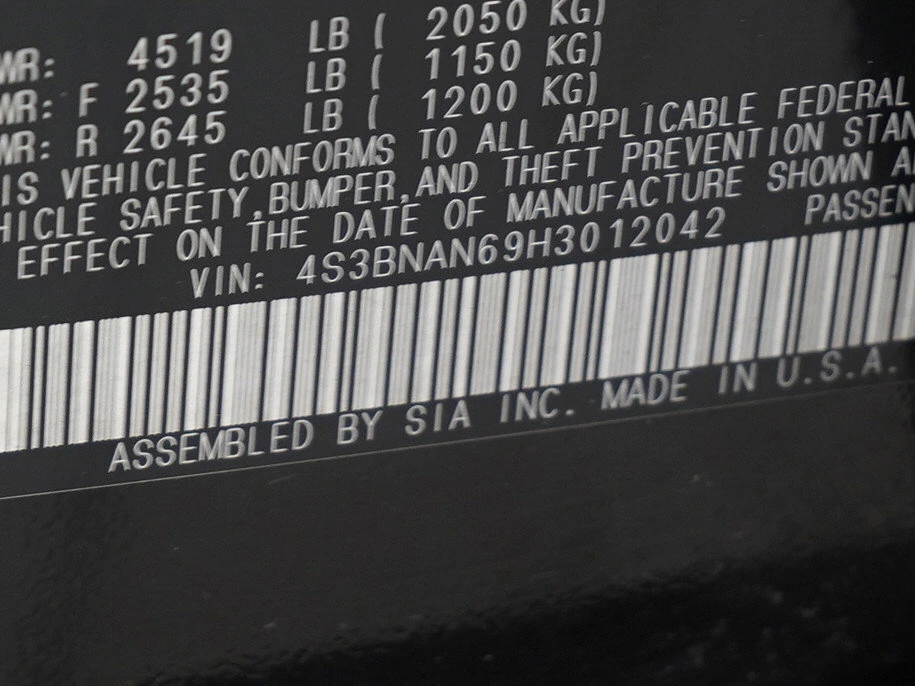 WR: 4519 LB ( 2050 KG)
WR: F 2535 LB ( 1150 KG)
WR: R 2645 LB ( 1200 KG)
IS VEHICLE CONFORMS TO ALL APPLICABLE FEDERAL
HICLE SAFETY,BUMPER,AND THEFT PREVENTION STAN
EFFECT ON THE DATE OF MANUFACTURE SHOWN A
VIN: 4S3BNAN69H3012042 PASSEN
ASSEMBLED BY SIA INC. MADE IN U.S.A.